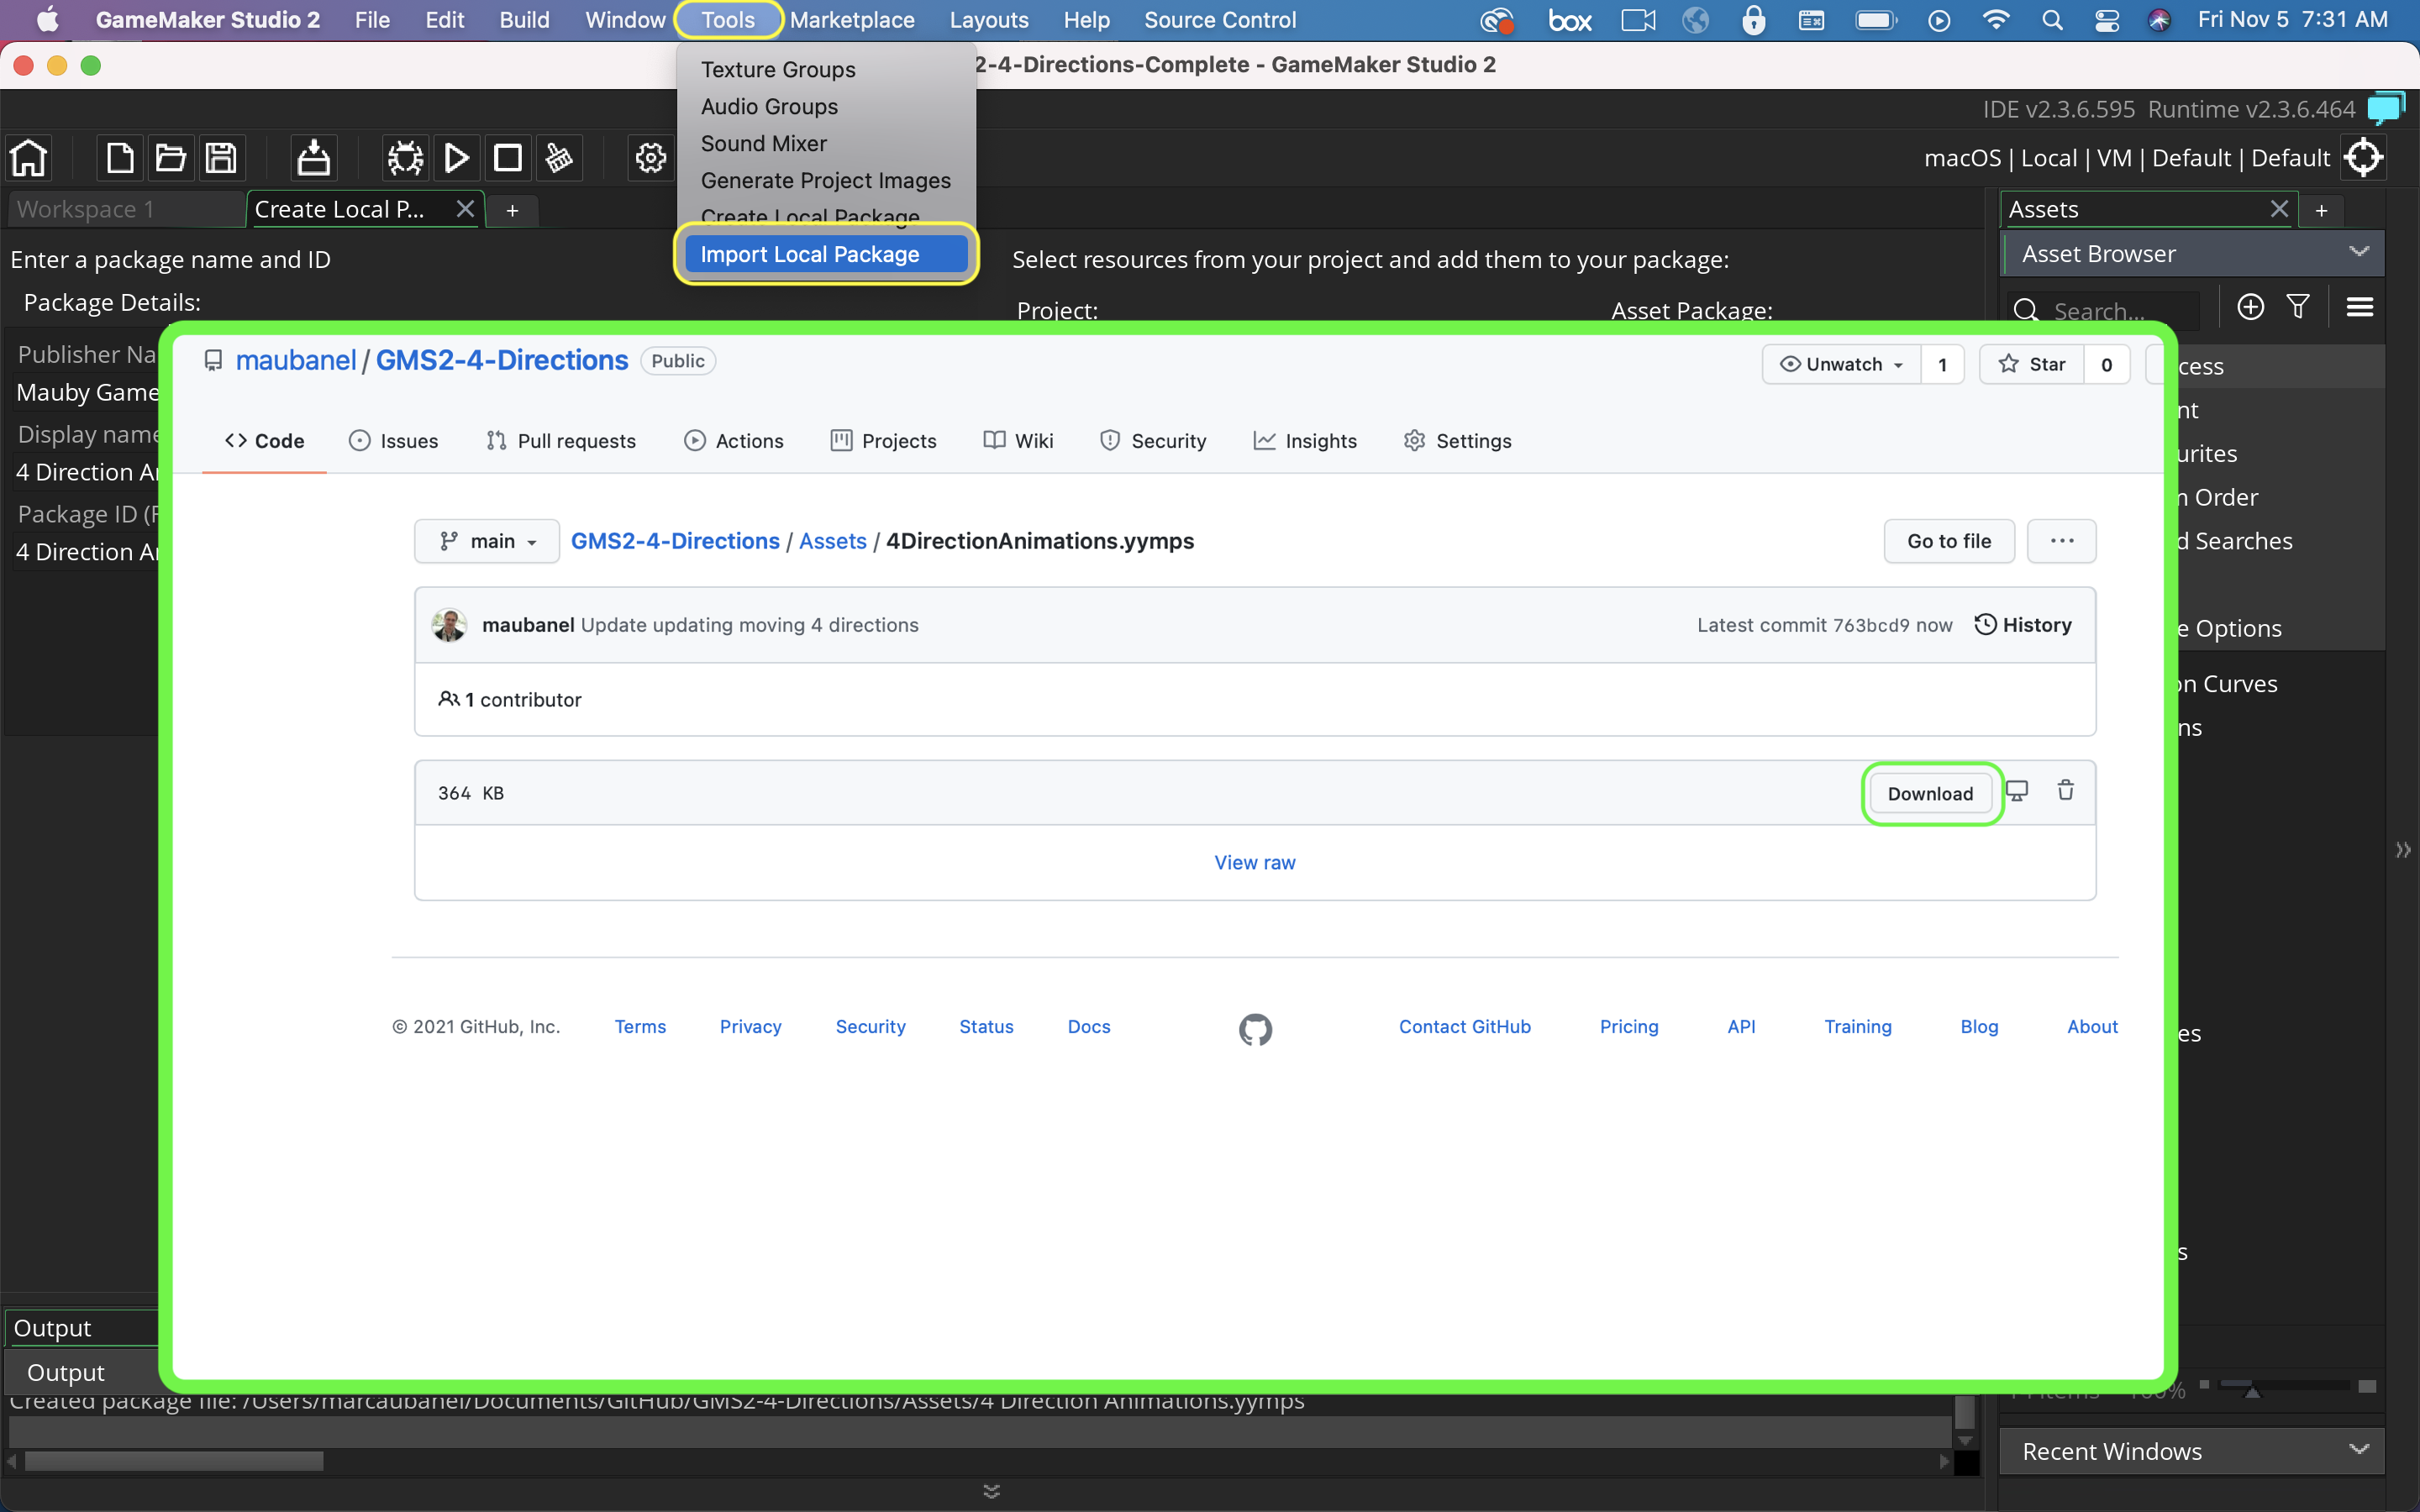 GameMaker Studio 2 File Edit Build Window Tools Marketplace Layouts Help Source Control box Fri Nov 5 7:31 AM
2-4-Directions-Complete - GameMaker Studio 2
Texture Groups
Audio Groups
Sound Mixer
Generate Project Images
Create Local Package
Import Local Package
IDE v2.3.6.595 Runtime v2.3.6.464
macOS | Local | VM | Default | Default
Workspace 1 Create Local P... +
Assets +
Enter a package name and ID
Select resources from your project and add them to your package:
Asset Browser
Package Details:
Project: Asset Package:
Search...
Publisher Na
Mauby Game
Display name
4 Direction A
Package ID (
4 Direction A
maubanel / GMS2-4-Directions Public
Unwatch 1 Star 0
Code Issues Pull requests Actions Projects Wiki Security Insights Settings
main GMS2-4-Directions / Assets / 4DirectionAnimations.yymps Go to file ...
maubanel Update updating moving 4 directions Latest commit 763bcd9 now History
1 contributor
364 KB Download
View raw
© 2021 GitHub, Inc. Terms Privacy Security Status Docs Contact GitHub Pricing API Training Blog About
cess
nt
urites
n Order
d Searches
e Options
on Curves
ns
es
s
Output
Output
Created package file: /Users/marcaubanel/Documents/GitHub/GMS2-4-Directions/Assets/4 Direction Animations.yymps
Recent Windows